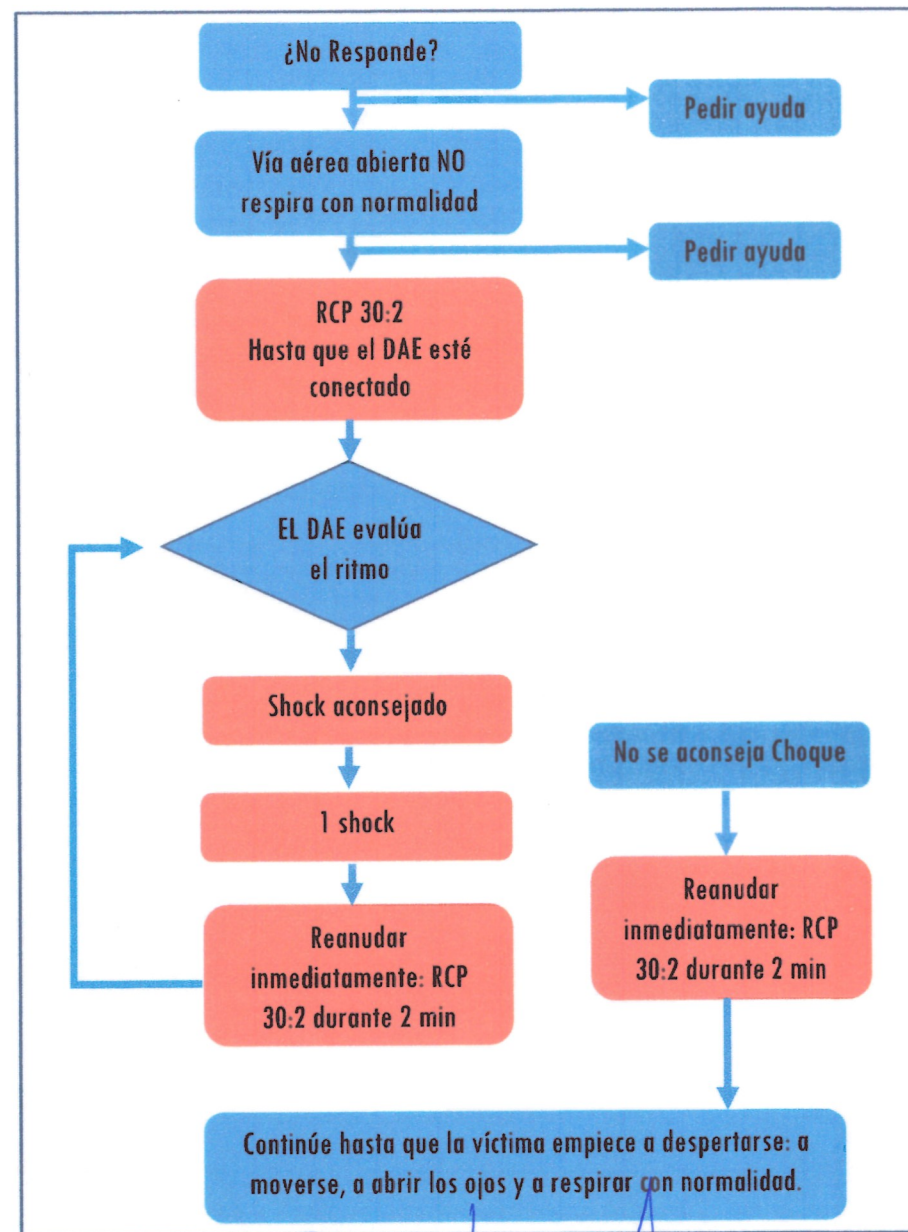 ¿No Responde?
Pedir ayuda
Vía aérea abierta NO
respira con normalidad
Pedir ayuda
RCP 30:2
Hasta que el DAE esté
conectado
EL DAE evalúa
el ritmo
Shock aconsejado
No se aconseja Choque
1 shock
Reanudar
inmediatamente: RCP
30:2 durante 2 min
Reanudar
inmediatamente: RCP
30:2 durante 2 min
Continúe hasta que la víctima empiece a despertarse: a
moverse, a abrir los ojos y a respirar con normalidad.